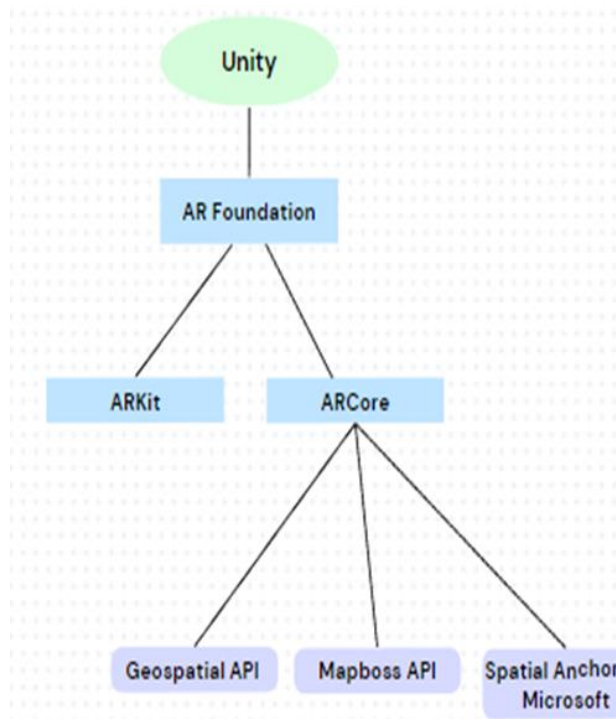 Unity
AR Foundation
ARKit
ARCore
Geospatial API
Mapboss API
Spatial Anchor
Microsoft